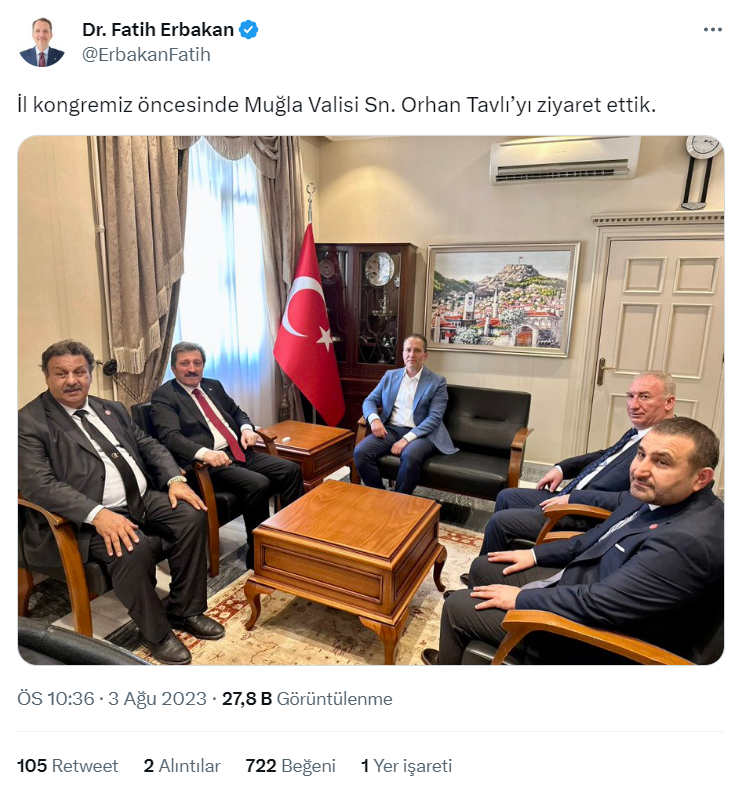 Dr. Fatih Erbakan
@ErbakanFatih
İl kongremiz öncesinde Muğla Valisi Sn. Orhan Tavlı’yı ziyaret ettik.
ÖS 10:36 · 3 Ağu 2023 · 27,8 B Görüntülenme
105 Retweet 2 Alıntılar 722 Beğeni 1 Yer işareti